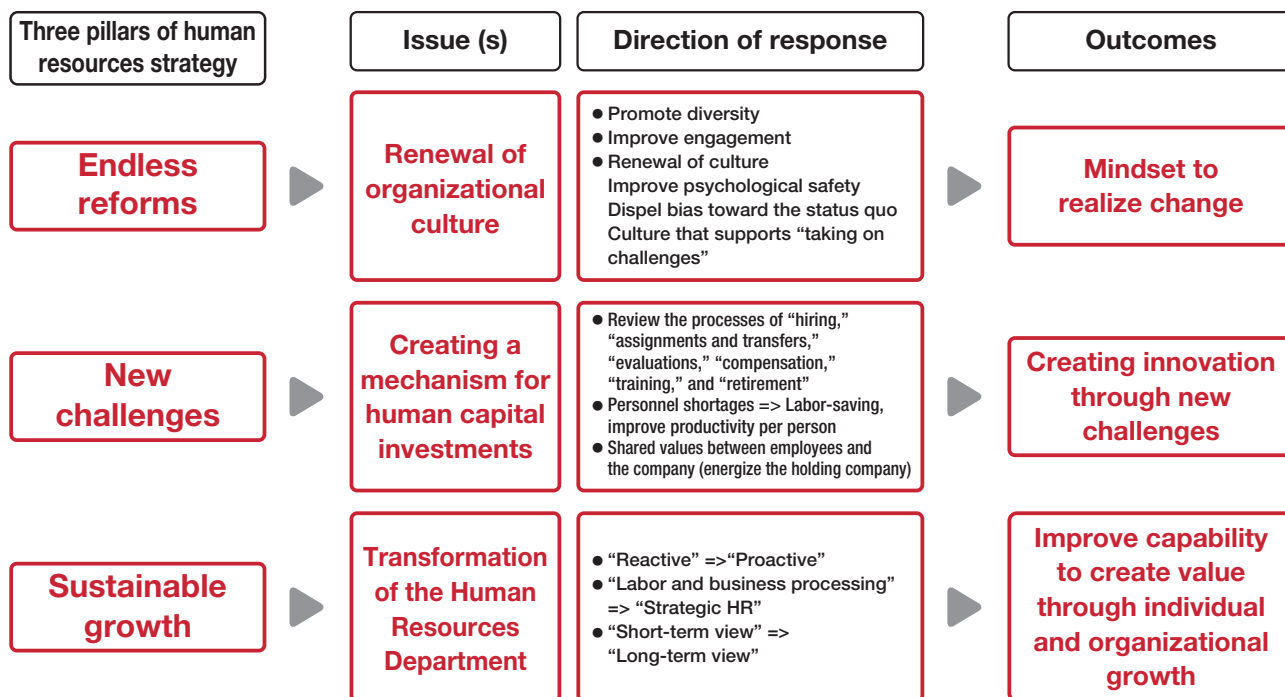 Three pillars of human
resources strategy
Issue (s)
Direction of response
Outcomes
Endless
reforms
Renewal of
organizational
culture
● Promote diversity
● Improve engagement
● Renewal of culture
Improve psychological safety
Dispel bias toward the status quo
Culture that supports “taking on
challenges”
Mindset to
realize change
New
challenges
Creating a
mechanism for
human capital
investments
● Review the processes of “hiring,”
“assignments and transfers,”
“evaluations,” “compensation,”
“training,” and “retirement”
● Personnel shortages => Labor-saving,
improve productivity per person
● Shared values between employees and
the company (energize the holding company)
Creating innovation
through new
challenges
Sustainable
growth
Transformation
of the Human
Resources
Department
● “Reactive” =>“Proactive”
● “Labor and business processing”
=> “Strategic HR”
● “Short-term view” =>
“Long-term view”
Improve capability
to create value
through individual
and organizational
growth